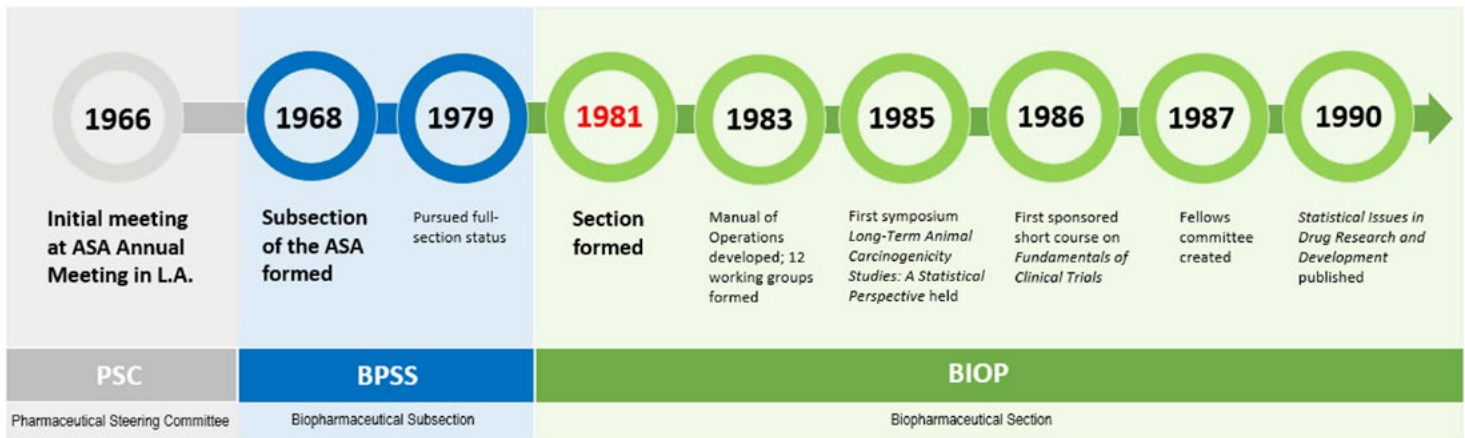 1966
1968
1979
1981
1983
1985
1986
1987
1990
Initial meeting
at ASA Annual
Meeting in L.A.
Subsection
of the ASA
formed
Pursued full-
section status
Section
formed
Manual of
Operations
developed; 12
working groups
formed
First symposium
Long-Term Animal
Carcinogenicity
Studies: A Statistical
Perspective held
First sponsored
short course on
Fundamentals of
Clinical Trials
Fellows
committee
created
Statistical Issues in
Drug Research and
Development
published
PSC
BPSS
BIOP
Pharmaceutical Steering Committee
Biopharmaceutical Subsection
Biopharmaceutical Section